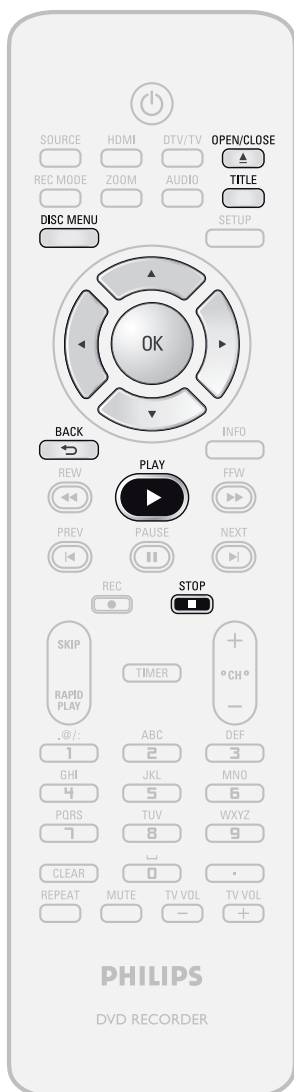 SOURCE HDMI DTV/TV OPEN/CLOSE
REC MODE ZOOM AUDIO TITLE
DISC MENU SETUP
OK
BACK INFO
REW PLAY FFW
PREV PAUSE NEXT
REC STOP
SKIP
RAPID
PLAY
TIMER
+
CH
−
.@/: ABC DEF
1 2 3
GHI JKL MNO
4 5 6
PQRS TUV WXYZ
7 8 9
CLEAR 0 .
REPEAT MUTE TV VOL TV VOL
− +
PHILIPS
DVD RECORDER